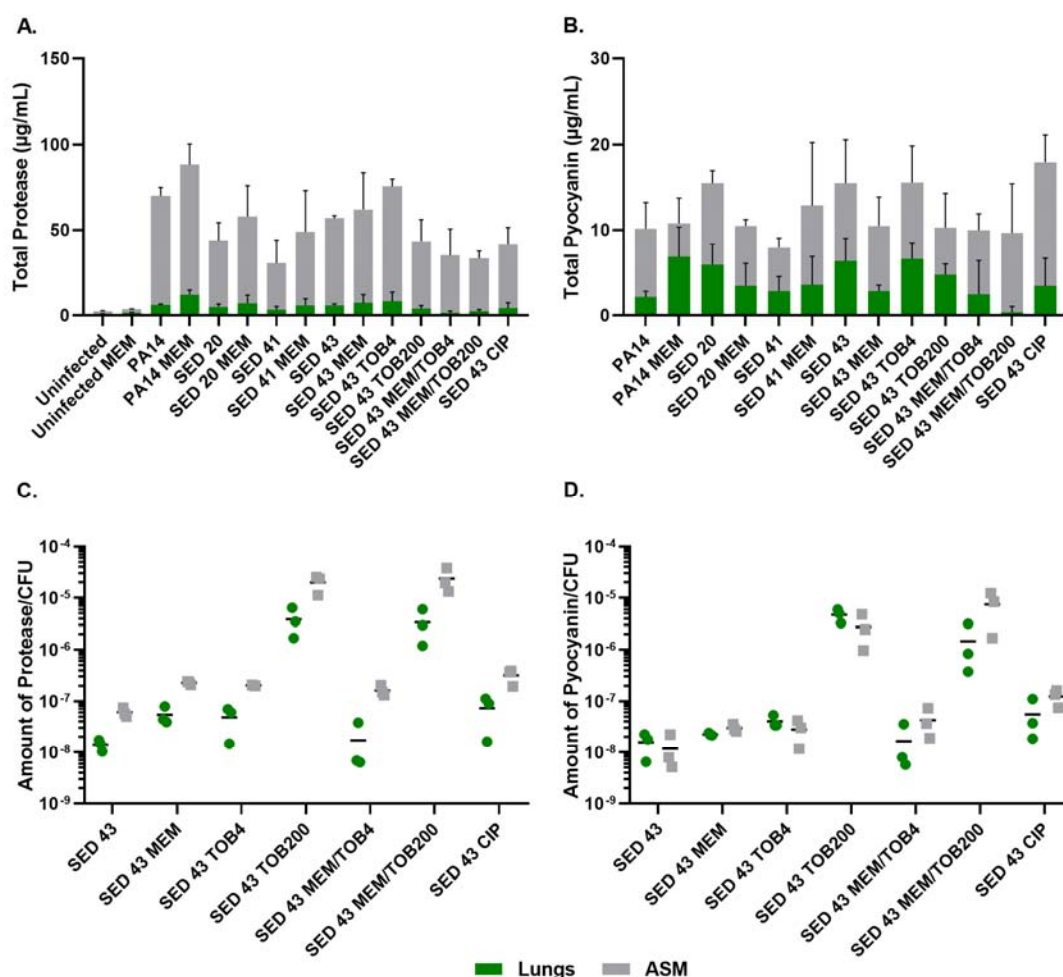 A.
Total Protease (µg/mL)
150
100
50
0
Uninfected
Uninfected MEM
PA14
PA14 MEM
SED 20
SED 20 MEM
SED 41
SED 41 MEM
SED 43
SED 43 MEM
SED 43 TOB4
SED 43 TOB200
SED 43 MEM/TOB4
SED 43 MEM/TOB200
SED 43 CIP
B.
Total Pyocyanin (µg/mL)
30
20
10
0
PA14
PA14 MEM
SED 20
SED 20 MEM
SED 41
SED 41 MEM
SED 43
SED 43 MEM
SED 43 TOB4
SED 43 TOB200
SED 43 MEM/TOB4
SED 43 MEM/TOB200
SED 43 CIP
C.
Amount of Protease/CFU
10⁻⁴
10⁻⁵
10⁻⁶
10⁻⁷
10⁻⁸
10⁻⁹
SED 43
SED 43 MEM
SED 43 TOB4
SED 43 TOB200
SED 43 MEM/TOB4
SED 43 MEM/TOB200
SED 43 CIP
D.
Amount of Pyocyanin/CFU
10⁻⁴
10⁻⁵
10⁻⁶
10⁻⁷
10⁻⁸
10⁻⁹
SED 43
SED 43 MEM
SED 43 TOB4
SED 43 TOB200
SED 43 MEM/TOB4
SED 43 MEM/TOB200
SED 43 CIP
Lungs ASM